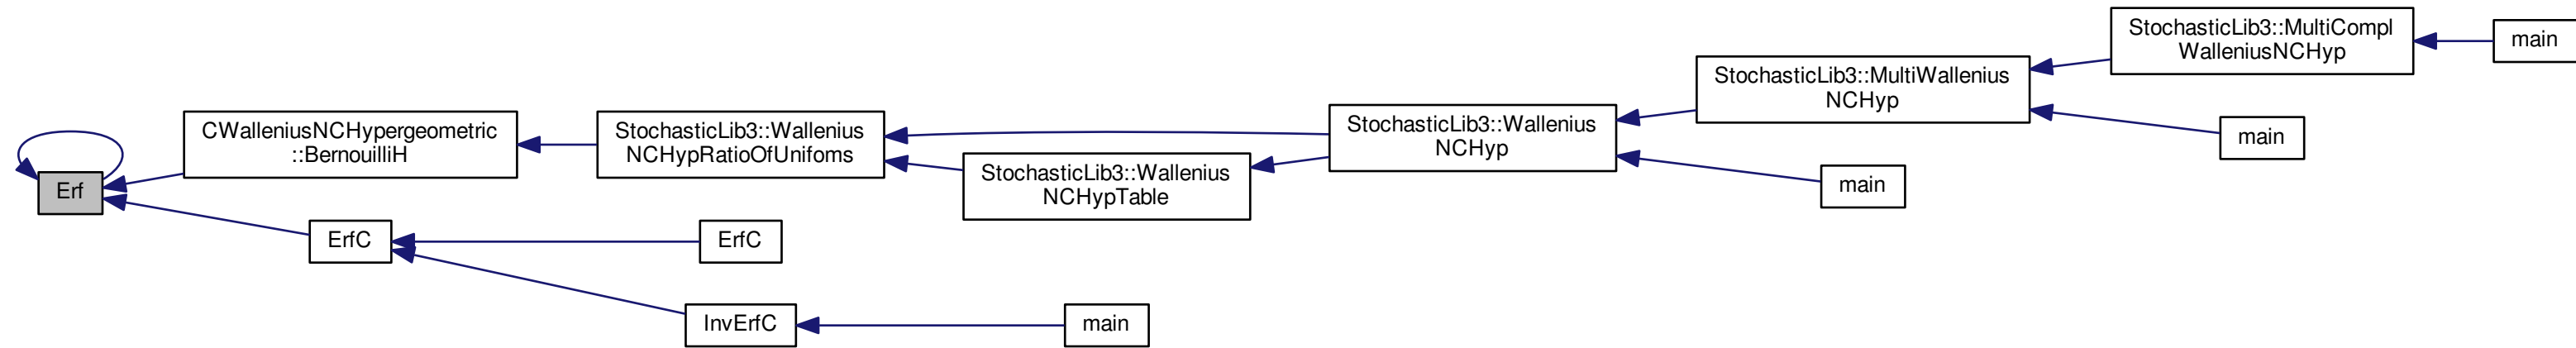 StochasticLib3::MultiCompl
WalleniusNCHyp
main
StochasticLib3::MultiWallenius
NCHyp
main
CWalleniusNCHypergeometric
::BernouilliH
StochasticLib3::Wallenius
NCHypRatioOfUnifoms
StochasticLib3::Wallenius
NCHyp
StochasticLib3::Wallenius
NCHypTable
main
Erf
ErfC
ErfC
InvErfC
main